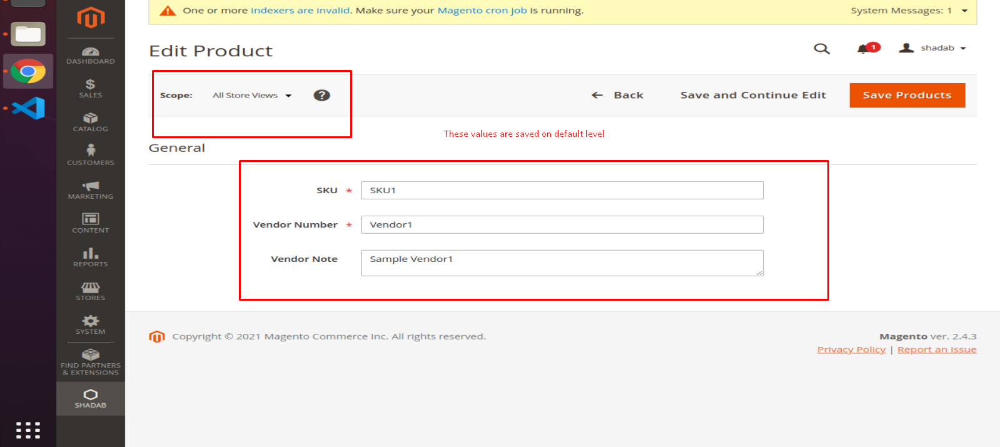 One or more indexers are invalid. Make sure your Magento cron job is running.
System Messages: 1
Edit Product
1
shadab
Scope: All Store Views ?
Back
Save and Continue Edit
Save Products
These values are saved on default level
General
SKU * SKU1
Vendor Number * Vendor1
Vendor Note Sample Vendor1
Copyright © 2021 Magento Commerce Inc. All rights reserved.
Magento ver. 2.4.3
Privacy Policy | Report an Issue
DASHBOARD
$
SALES
CATALOG
CUSTOMERS
MARKETING
CONTENT
REPORTS
STORES
SYSTEM
FIND PARTNERS
& EXTENSIONS
SHADAB